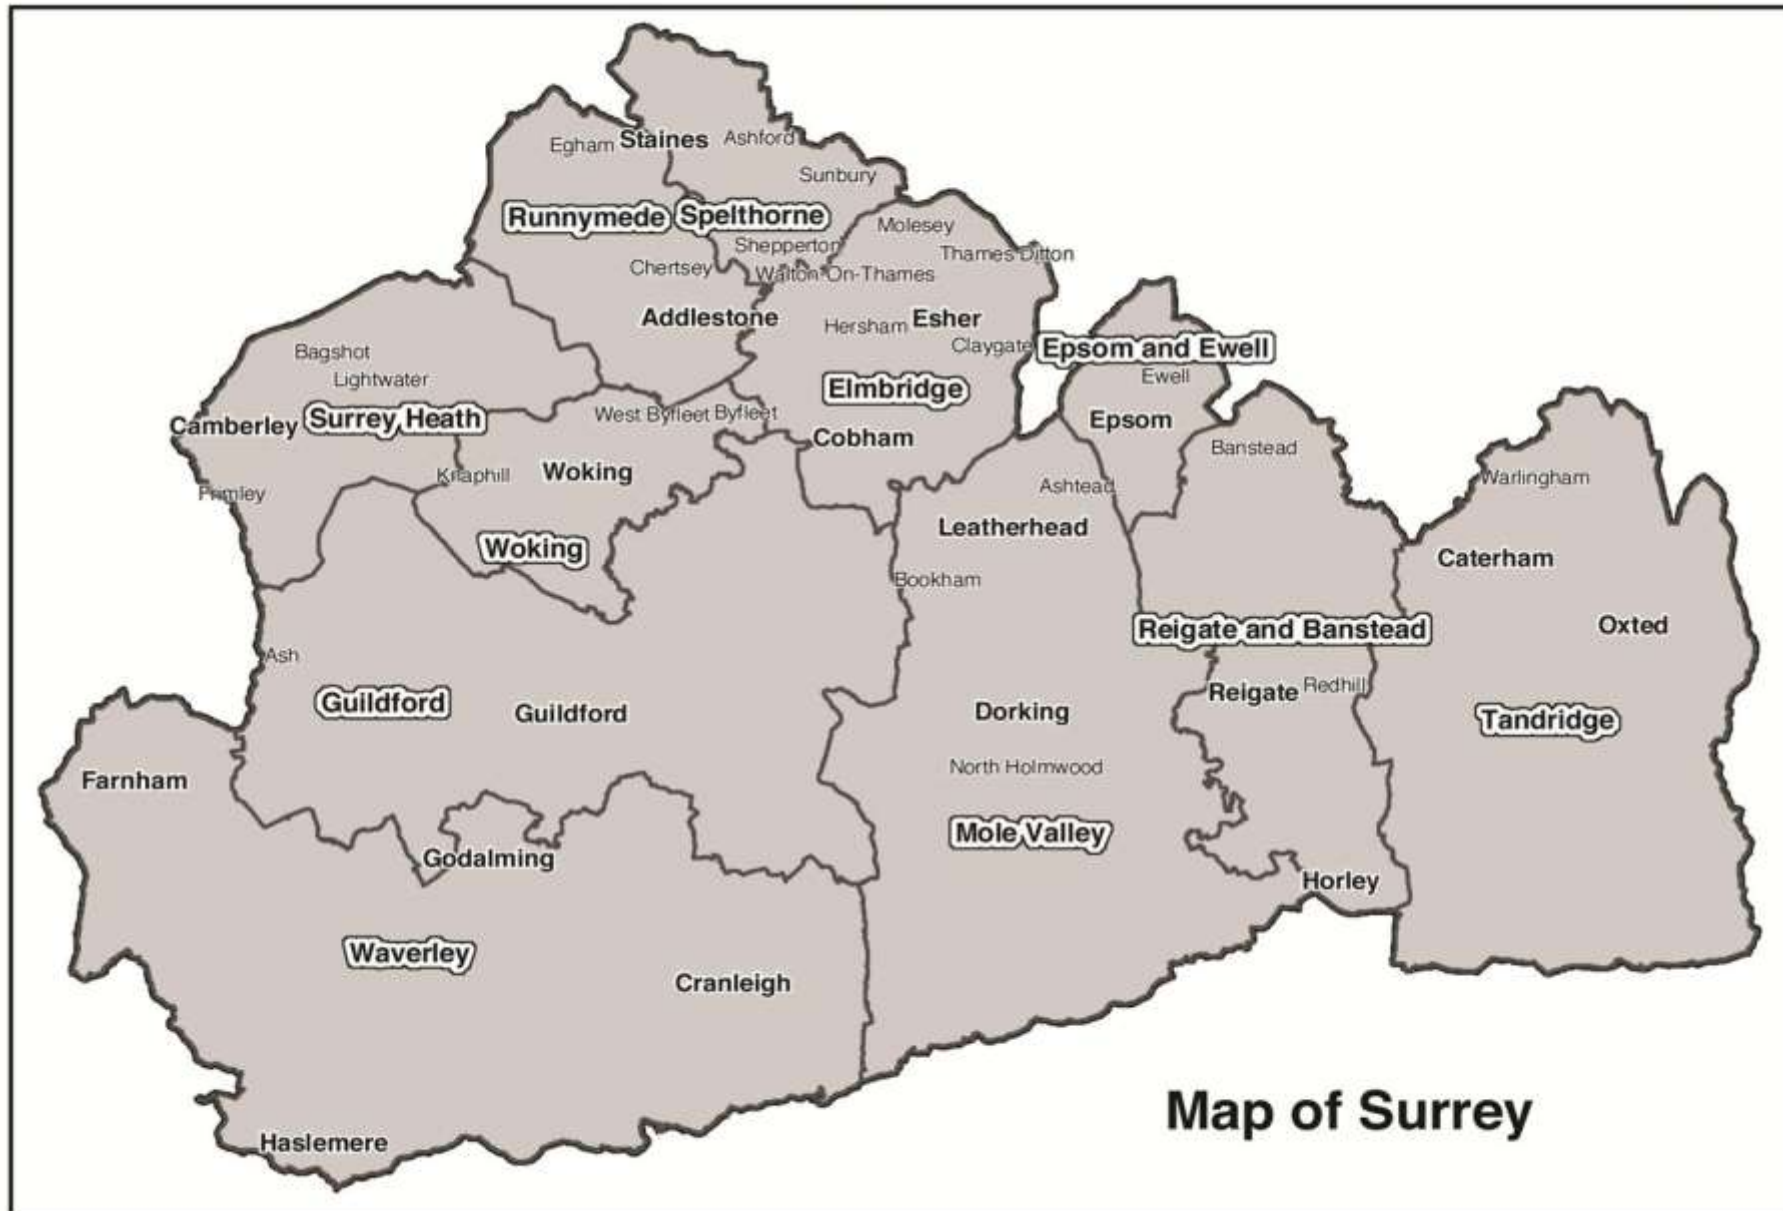 Egham
Staines
Ashford
Sunbury
Runnymede
Spelthorne
Molesey
Shepperton
Thames Ditton
Chertsey
Walton-On-Thames
Addlestone
Hersham
Esher
Claygate
Epsom and Ewell
Bagshot
Lightwater
Ewell
Elmbridge
Camberley
Surrey Heath
West Byfleet
Byfleet
Epsom
Cobham
Banstead
Knaphill
Woking
Warlingham
Frimley
Ashtead
Leatherhead
Woking
Caterham
Bookham
Reigate and Banstead
Oxted
Ash
Guildford
Guildford
Reigate
Redhill
Dorking
Tandridge
Farnham
North Holmwood
Mole Valley
Godalming
Horley
Waverley
Cranleigh
Map of Surrey
Haslemere